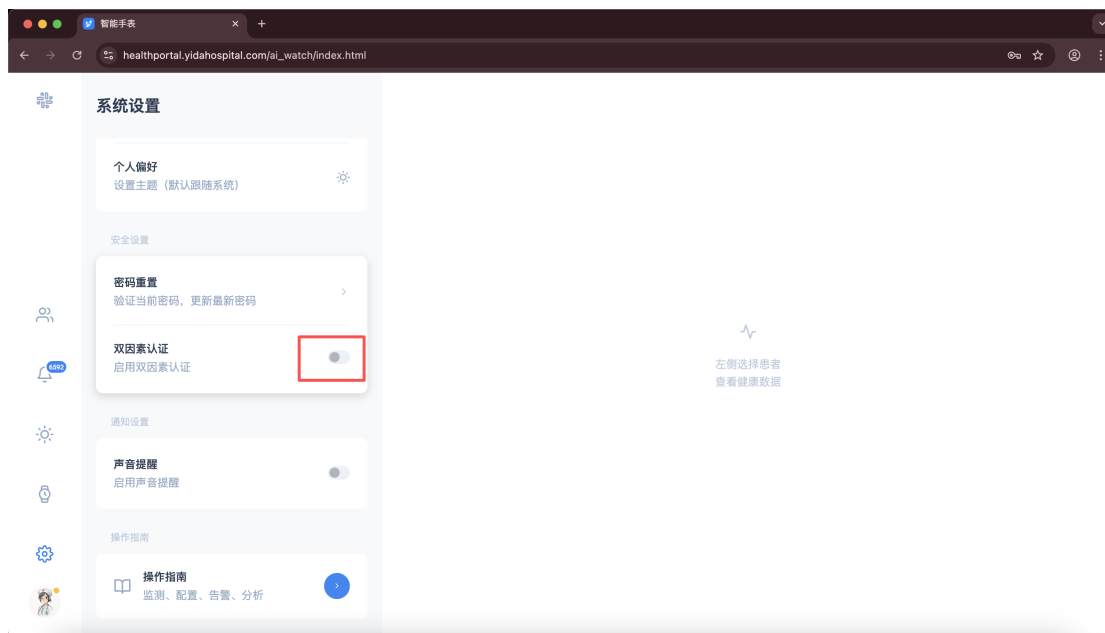 智能手表
healthportal.yidahospital.com/ai_watch/index.html
系统设置
个人偏好
设置主题（默认跟随系统）
安全设置
密码重置
验证当前密码，更新最新密码
双因素认证
启用双因素认证
6592
左侧选择患者
查看健康数据
通知设置
声音提醒
启用声音提醒
操作指南
操作指南
监测、配置、告警、分析